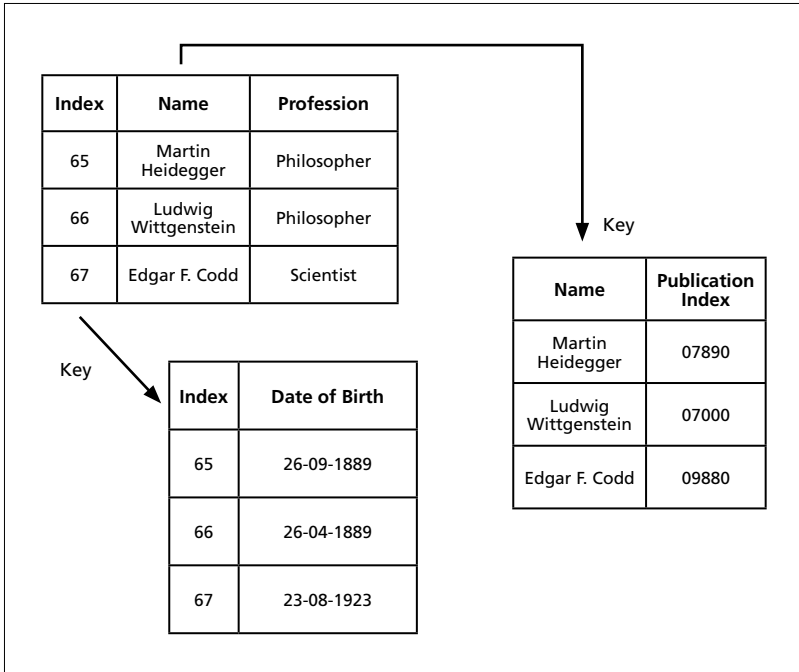 Index Name Profession
65 Martin Heidegger Philosopher
66 Ludwig Wittgenstein Philosopher
67 Edgar F. Codd Scientist
Key
Name Publication Index
Martin Heidegger 07890
Ludwig Wittgenstein 07000
Edgar F. Codd 09880
Key
Index Date of Birth
65 26-09-1889
66 26-04-1889
67 23-08-1923